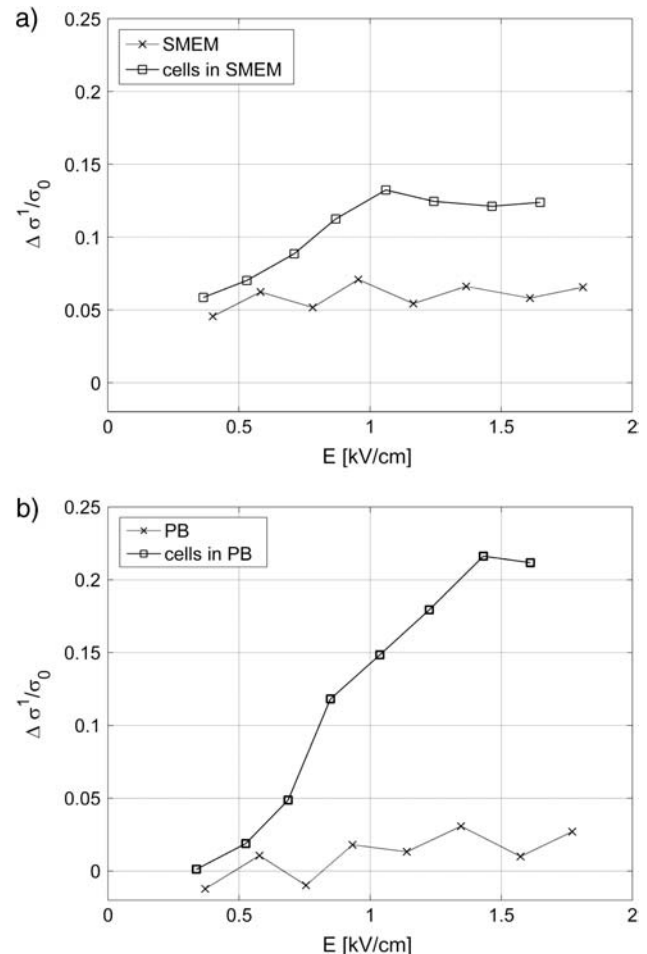 a)
SMEM
cells in SMEM
0.25
0.2
0.15
0.1
0.05
0
Δ σ¹/σ₀
0 0.5 1 1.5 2
E [kV/cm]
b)
PB
cells in PB
0.25
0.2
0.15
0.1
0.05
0
Δ σ¹/σ₀
0 0.5 1 1.5 2
E [kV/cm]